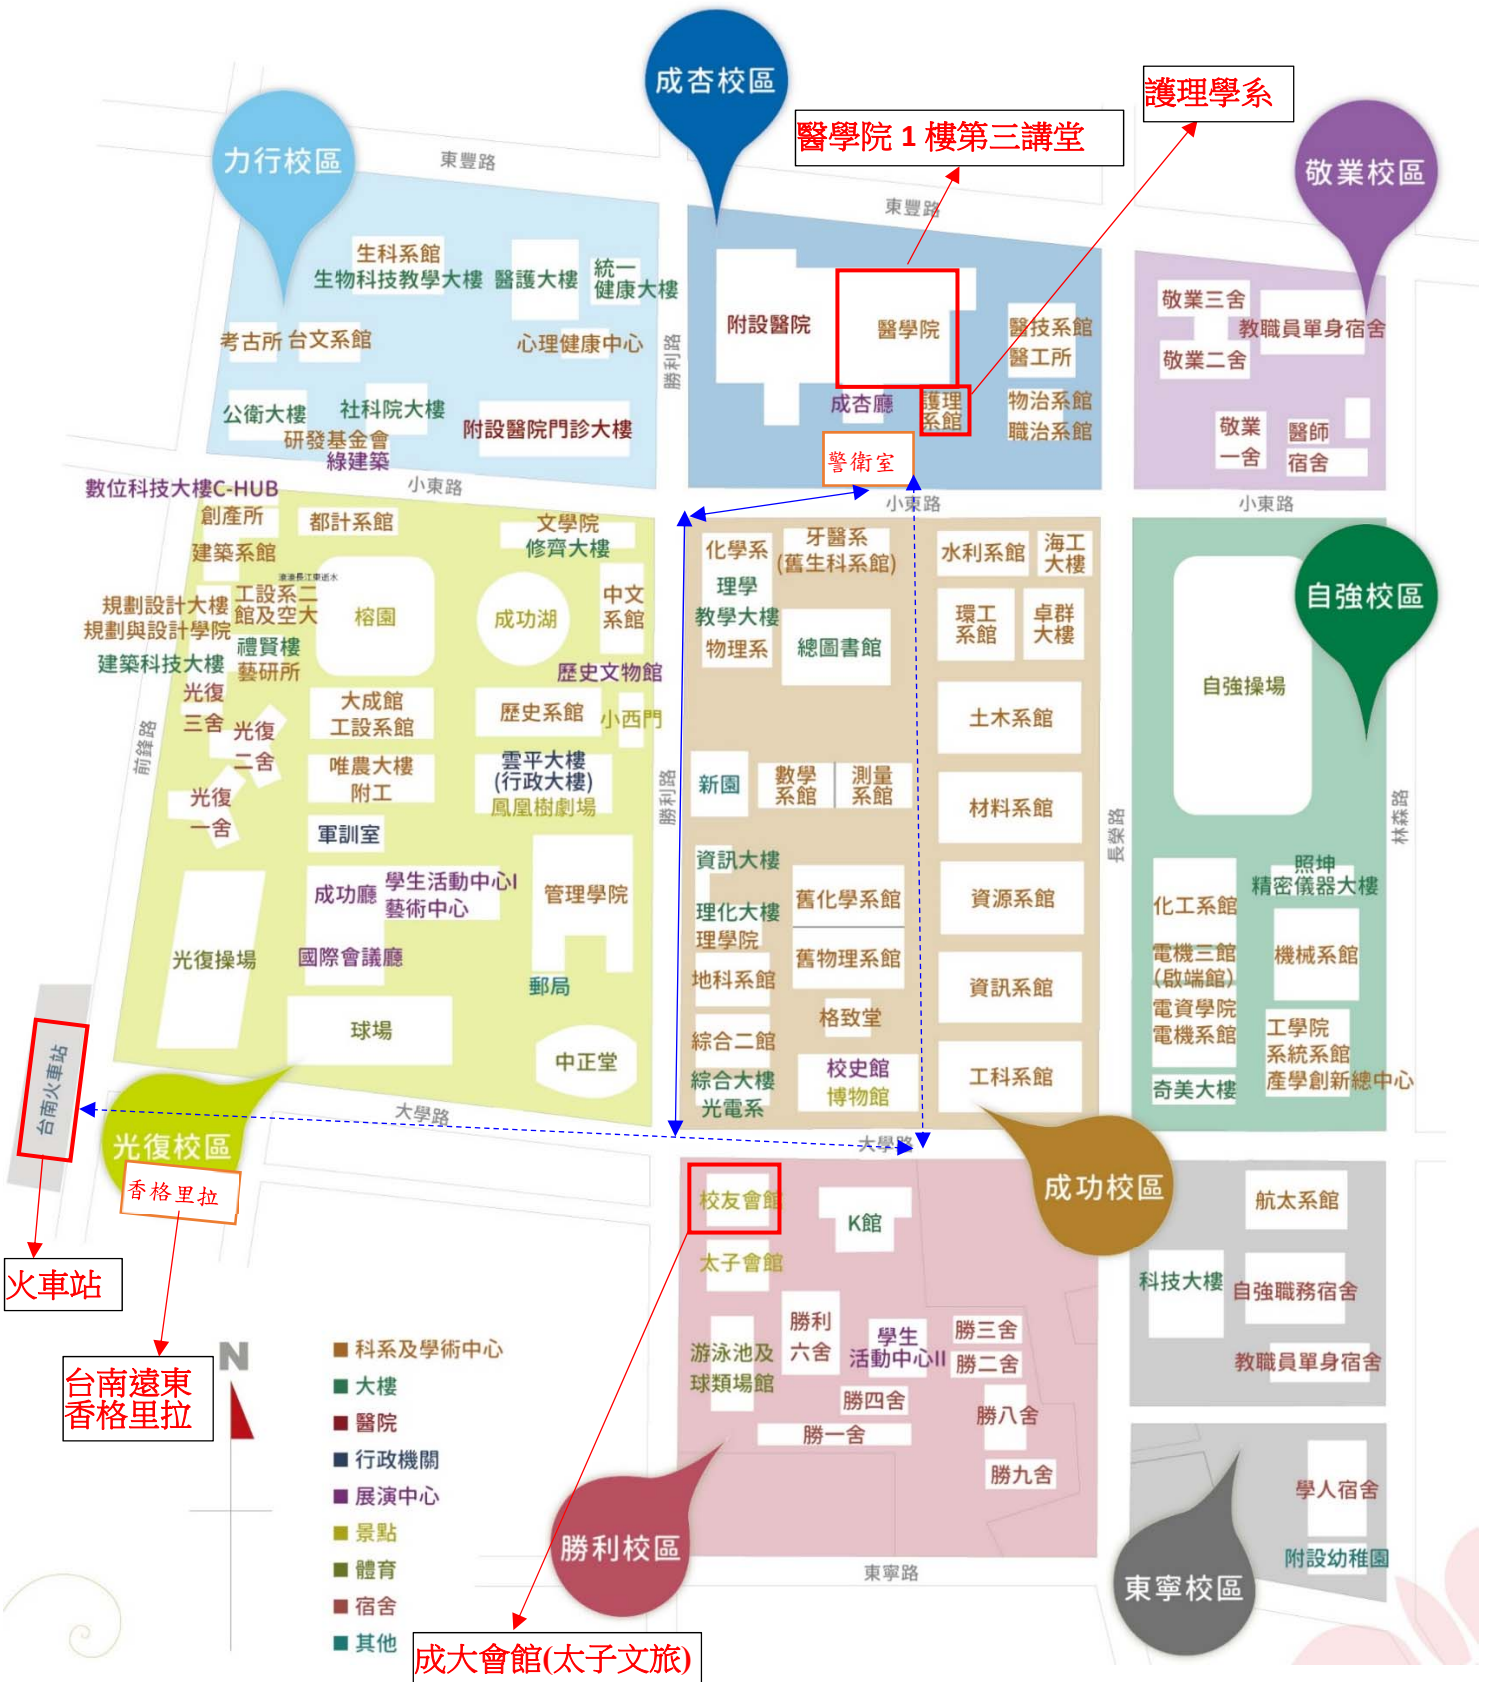 成杏校區
護理學系
醫學院 1 樓第三講堂
力行校區
敬業校區
東豐路
東豐路
生科系館
生物科技教學大樓
醫護大樓
統一
健康大樓
考古所
台文系館
心理健康中心
公衛大樓
社科院大樓
研發基金會
綠建築
附設醫院門診大樓
勝利路
附設醫院
醫學院
成杏廳
護理
系館
醫技系館
醫工所
物治系館
職治系館
警衛室
敬業三舍
教職員單身宿舍
敬業二舍
敬業
一舍
醫師
宿舍
小東路
小東路
小東路
數位科技大樓C-HUB
創產所
都計系館
文學院
修齊大樓
建築系館
滾滾長江東逝水
工設系二
館及空大
規劃設計大樓
規劃與設計學院
榕園
成功湖
中文
系館
禮賢樓
藝研所
建築科技大樓
歷史文物館
光復
三舍
大成館
工設系館
歷史系館
小西門
光復
二舍
前鋒路
唯農大樓
附工
雲平大樓
(行政大樓)
鳳凰樹劇場
光復
一舍
軍訓室
成功廳
學生活動中心I
藝術中心
管理學院
光復操場
國際會議廳
郵局
球場
中正堂
勝利路
化學系
牙醫系
(舊生科系館)
理學
教學大樓
物理系
總圖書館
水利系館
海工
大樓
環工
系館
卓群
大樓
土木系館
新園
數學
系館
測量
系館
材料系館
資訊大樓
舊化學系館
資源系館
理化大樓
理學院
舊物理系館
地科系館
資訊系館
格致堂
綜合二館
校史館
博物館
工科系館
綜合大樓
光電系
長榮路
自強校區
自強操場
林森路
照坤
精密儀器大樓
化工系館
電機三館
(啟端館)
機械系館
電資學院
電機系館
工學院
系統系館
產學創新總中心
奇美大樓
台南火車站
光復校區
香格里拉
大學路
大學路
成功校區
校友會館
K館
太子會館
航太系館
科技大樓
自強職務宿舍
教職員單身宿舍
游泳池及
球類場館
勝利
六舍
學生
活動中心II
勝三舍
勝二舍
勝四舍
勝一舍
勝八舍
勝九舍
學人宿舍
附設幼稚園
勝利校區
東寧路
東寧校區
火車站
台南遠東
香格里拉
N
科系及學術中心
大樓
醫院
行政機關
展演中心
景點
體育
宿舍
其他
成大會館(太子文旅)